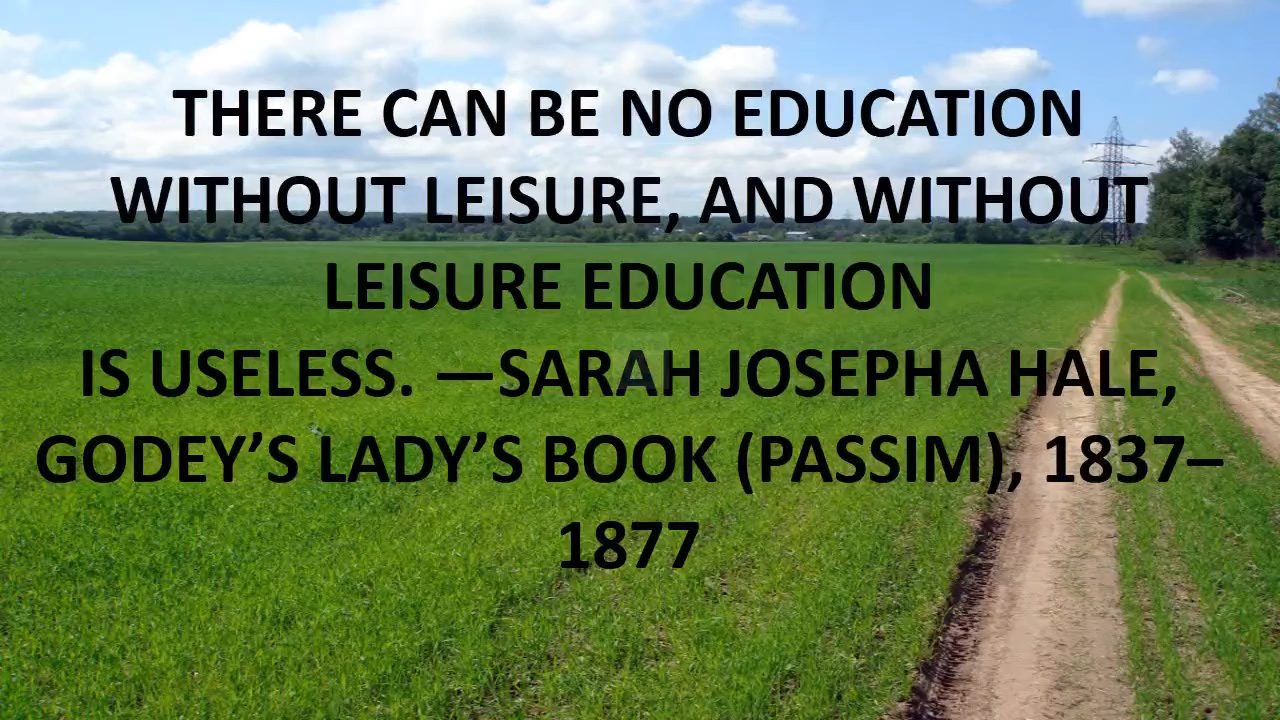 THERE CAN BE NO EDUCATION
WITHOUT LEISURE, AND WITHOUT
LEISURE EDUCATION
IS USELESS. —SARAH JOSEPHA HALE,
GODEY’S LADY’S BOOK (PASSIM), 1837–
1877